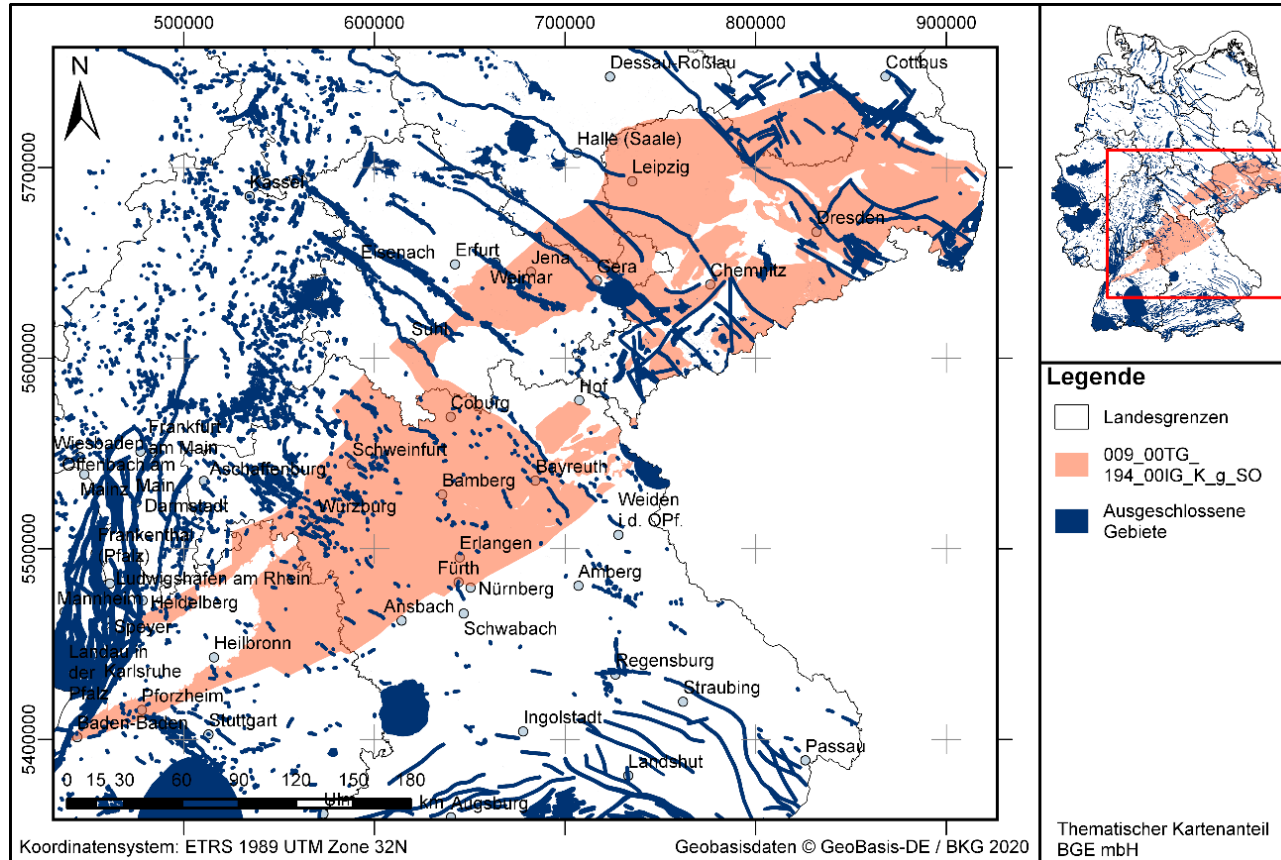 500000
600000
700000
800000
900000
5700000
5600000
5500000
5400000
N
Dessau-Roßlau
Cottbus
Halle (Saale)
Leipzig
Kassel
Dresden
Eisenach
Erfurt
Jena
Weimar
Gera
Chemnitz
Suhl
Hof
Coburg
Frankfurt
am Main
Wiesbaden
Offenbach am
Main
Mainz
Aschaffenburg
Schweinfurt
Bamberg
Bayreuth
Darmstadt
Würzburg
Weiden
i.d. OPf.
Frankenthal
(Pfalz)
Erlangen
Ludwigshafen am Rhein
Fürth
Nürnberg
Amberg
Mannheim
Heidelberg
Ansbach
Schwabach
Speyer
Heilbronn
Landau in
der
Pfalz
Karlsruhe
Regensburg
Straubing
Pforzheim
Baden-Baden
Stuttgart
Ingolstadt
Passau
Landshut
0 15 30 60 90 120 150 180
km
Ulm
Augsburg
Koordinatensystem: ETRS 1989 UTM Zone 32N
Geobasisdaten © GeoBasis-DE / BKG 2020
Legende
Landesgrenzen
009_00TG_
194_00IG_K_g_SO
Ausgeschlossene
Gebiete
Thematischer Kartenanteil
BGE mbH